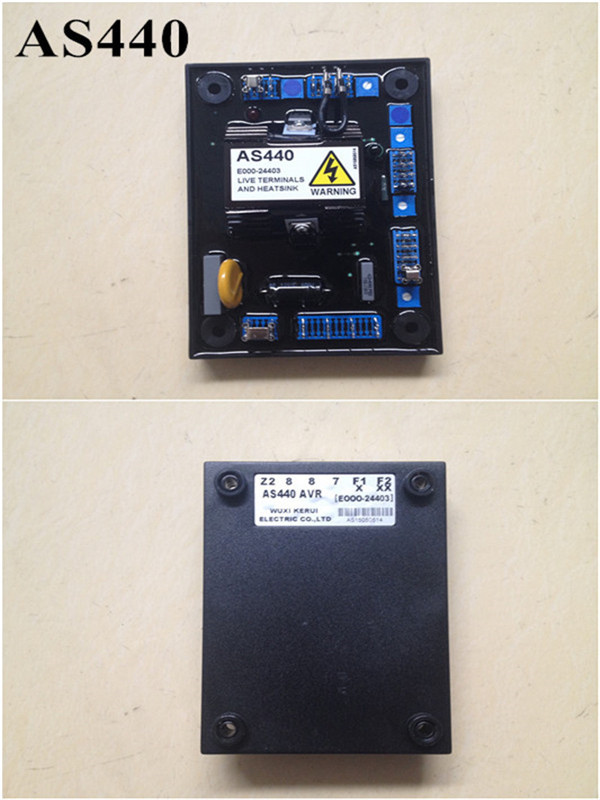 AS440
AS440
E000-24403
LIVE TERMINALS
AND HEATSINK
WARNING
Z2 8 8 7 F1 F2
X XX
AS440 AVR [E000-24403]
WUXI KERUI
ELECTRIC CO.,LTD